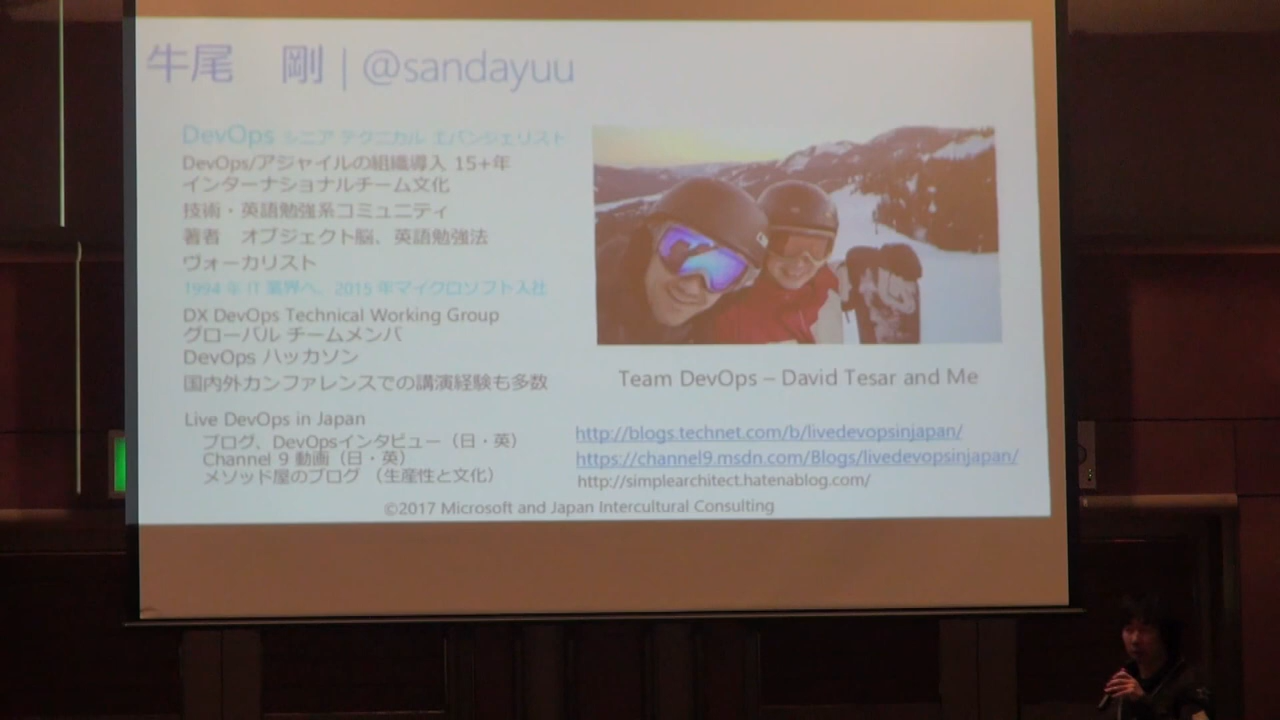 牛尾　剛 | @sandayuu
DevOps シニア テクニカル エバンジェリスト
DevOps/アジャイルの組織導入 15+年
インターナショナルチーム文化
技術・英語勉強系コミュニティ
著者　オブジェクト脳、英語勉強法
ヴォーカリスト
1994 年 IT 業界へ、2015 年マイクロソフト入社
DX DevOps Technical Working Group
グローバル チームメンバ
DevOps ハッカソン
国内外カンファレンスでの講演経験も多数
Team DevOps – David Tesar and Me
Live DevOps in Japan
ブログ、DevOpsインタビュー（日・英）
Channel 9 動画（日・英）
メソッド屋のブログ （生産性と文化）
http://blogs.technet.com/b/livedevopsinjapan/
https://channel9.msdn.com/Blogs/livedevopsinjapan/
http://simplearchitect.hatenablog.com/
©2017 Microsoft and Japan Intercultural Consulting